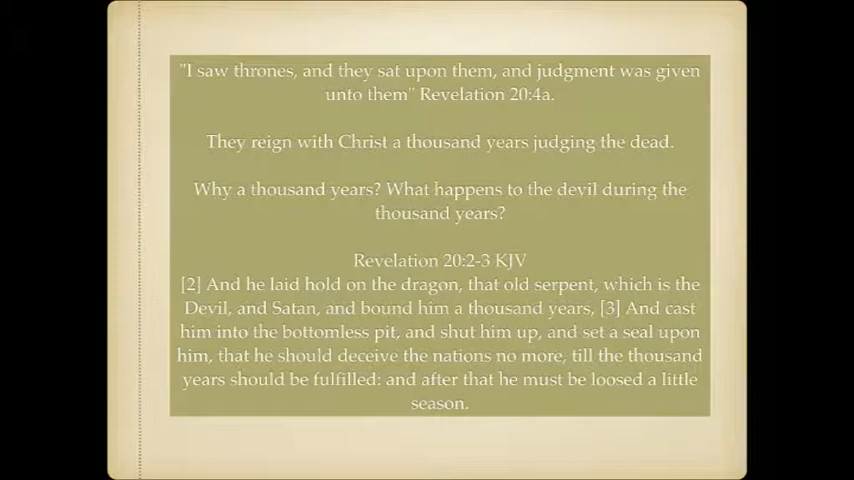 "I saw thrones, and they sat upon them, and judgment was given
unto them" Revelation 20:4a.
They reign with Christ a thousand years judging the dead.
Why a thousand years? What happens to the devil during the
thousand years?
Revelation 20:2-3 KJV
[2] And he laid hold on the dragon, that old serpent, which is the
Devil, and Satan, and bound him a thousand years, [3] And cast
him into the bottomless pit, and shut him up, and set a seal upon
him, that he should deceive the nations no more, till the thousand
years should be fulfilled: and after that he must be loosed a little
season.